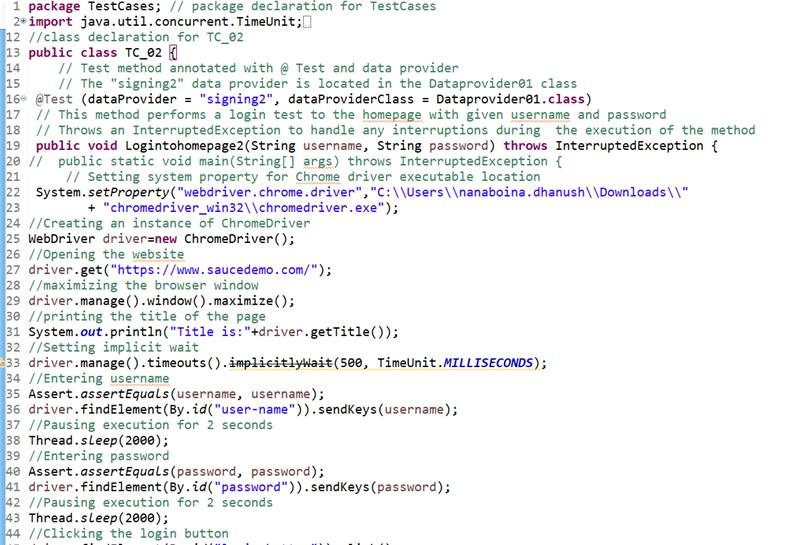 1 package TestCases; // package declaration for TestCases
2 import java.util.concurrent.TimeUnit;
12 //class declaration for TC_02
13 public class TC_02 {
14 // Test method annotated with @ Test and data provider
15 // The "signing2" data provider is located in the Dataprovider01 class
16 @Test (dataProvider = "signing2", dataProviderClass = Dataprovider01.class)
17 // This method performs a login test to the homepage with given username and password
18 // Throws an InterruptedException to handle any interruptions during  the execution of the method
19 public void Logintohomepage2(String username, String password) throws InterruptedException {
20 //  public static void main(String[] args) throws InterruptedException {
21 // Setting system property for Chrome driver executable location
22 System.setProperty("webdriver.chrome.driver","C:\\Users\\nanaboina.dhanush\\Downloads\\"
23 + "chromedriver_win32\\chromedriver.exe");
24 //Creating an instance of ChromeDriver
25 WebDriver driver=new ChromeDriver();
26 //Opening the website
27 driver.get("https://www.saucedemo.com/");
28 //maximizing the browser window
29 driver.manage().window().maximize();
30 //printing the title of the page
31 System.out.println("Title is:"+driver.getTitle());
32 //Setting implicit wait
33 driver.manage().timeouts().implicitlyWait(500, TimeUnit.MILLISECONDS);
34 //Entering username
35 Assert.assertEquals(username, username);
36 driver.findElement(By.id("user-name")).sendKeys(username);
37 //Pausing execution for 2 seconds
38 Thread.sleep(2000);
39 //Entering password
40 Assert.assertEquals(password, password);
41 driver.findElement(By.id("password")).sendKeys(password);
42 //Pausing execution for 2 seconds
43 Thread.sleep(2000);
44 //Clicking the login button